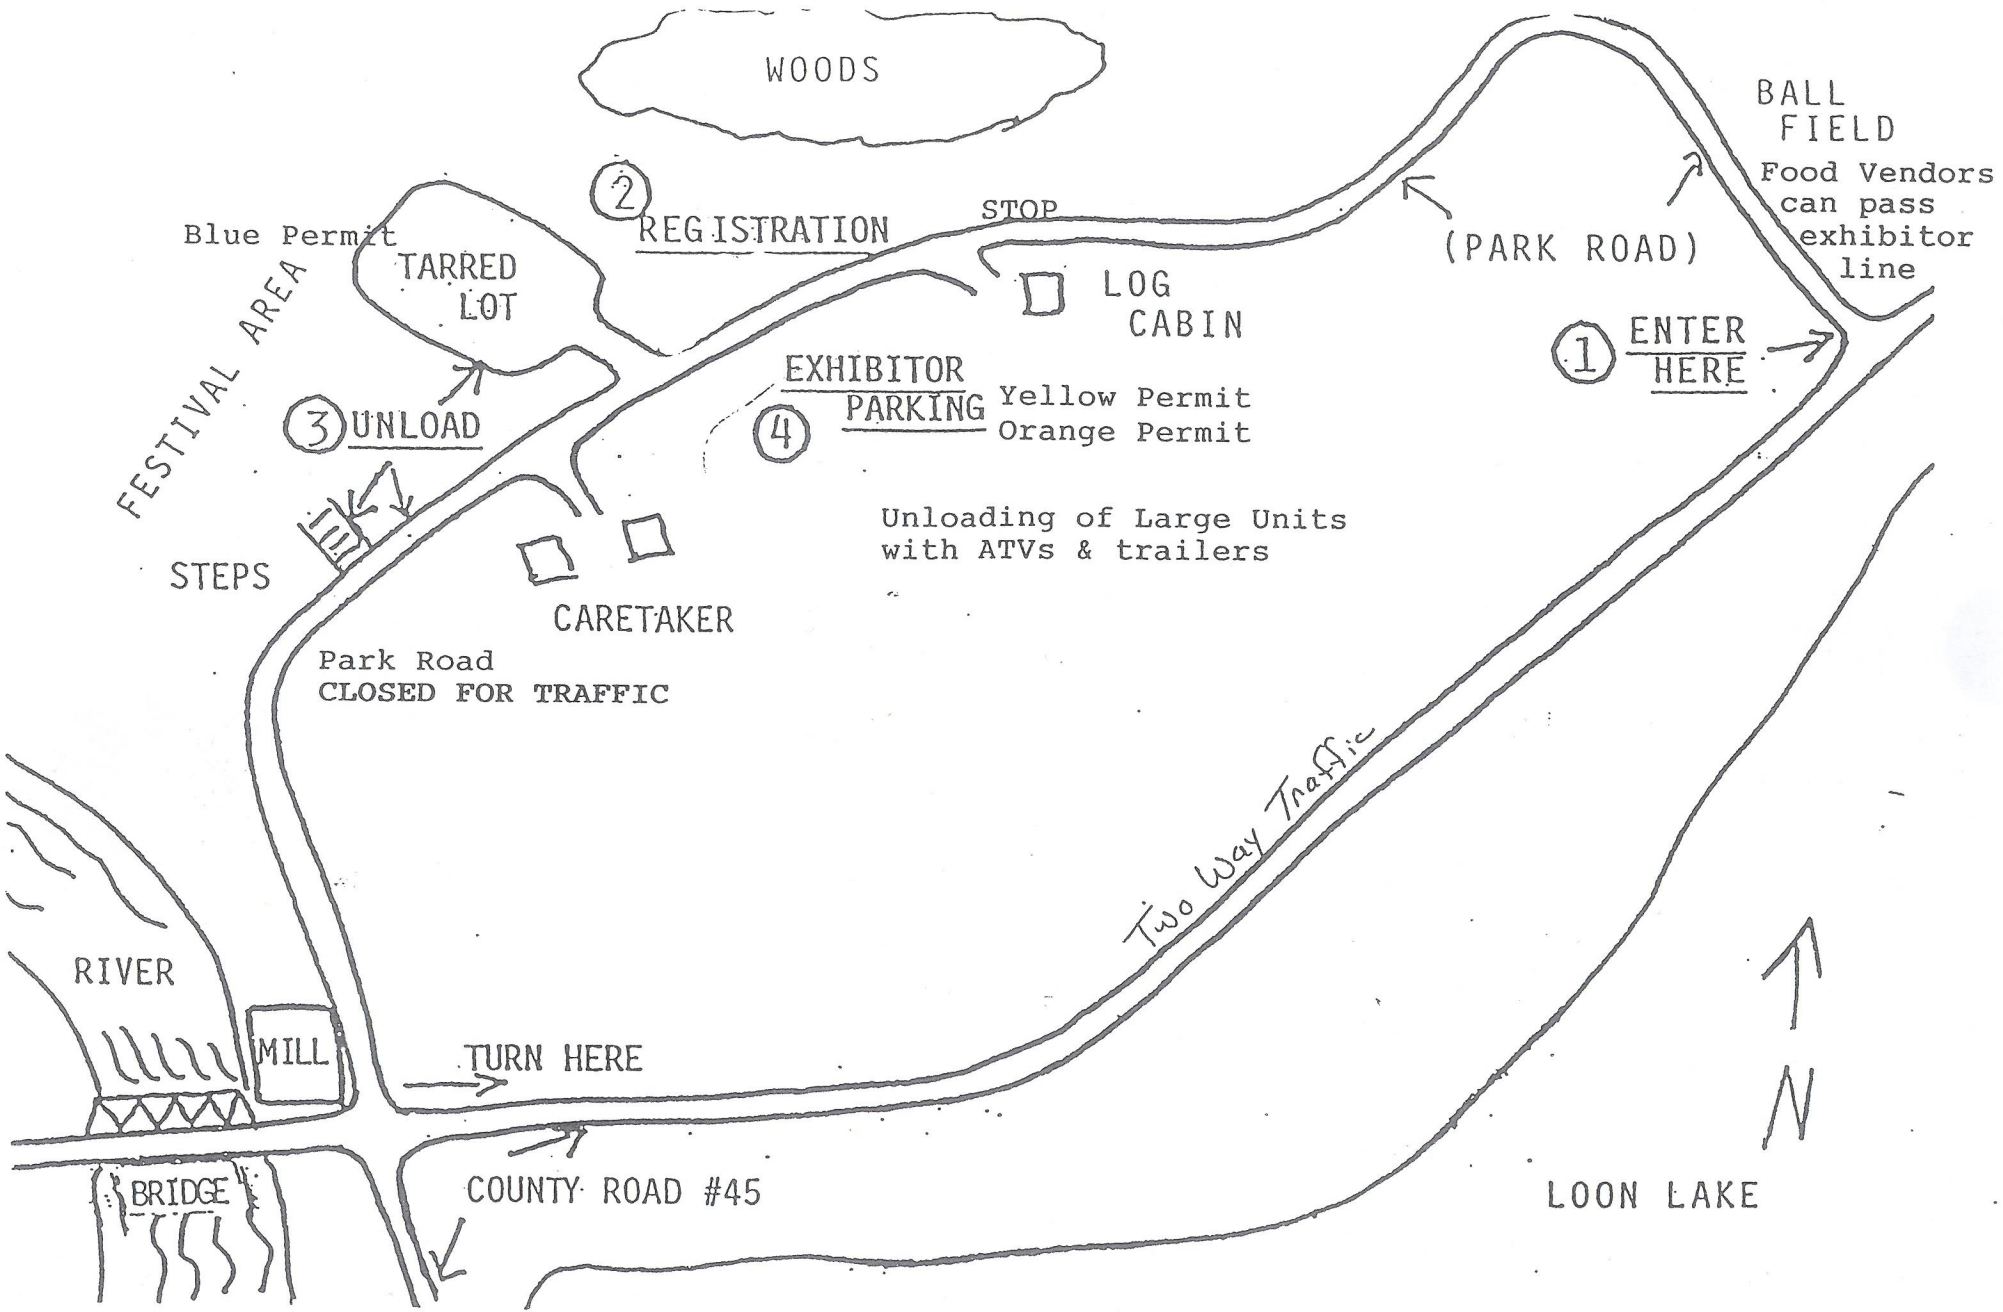 WOODS
BALL
FIELD
Food Vendors
can pass
exhibitor
line
2
REGISTRATION
STOP
Blue Permit
TARRED
LOT
(PARK ROAD)
LOG
CABIN
1
ENTER
HERE
FESTIVAL AREA
EXHIBITOR
PARKING
4
Yellow Permit
Orange Permit
3
UNLOAD
Unloading of Large Units
with ATVs & trailers
STEPS
CARETAKER
Park Road
CLOSED FOR TRAFFIC
Two Way Traffic
RIVER
MILL
TURN HERE
N
BRIDGE
COUNTY ROAD #45
LOON LAKE